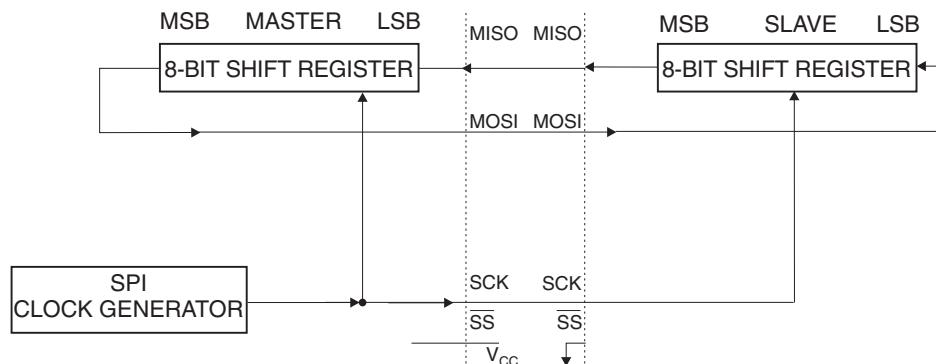 MSB MASTER LSB
8-BIT SHIFT REGISTER
MISO MISO
MSB SLAVE LSB
8-BIT SHIFT REGISTER
MOSI MOSI
SPI
CLOCK GENERATOR
SCK SCK
SS SS
VCC